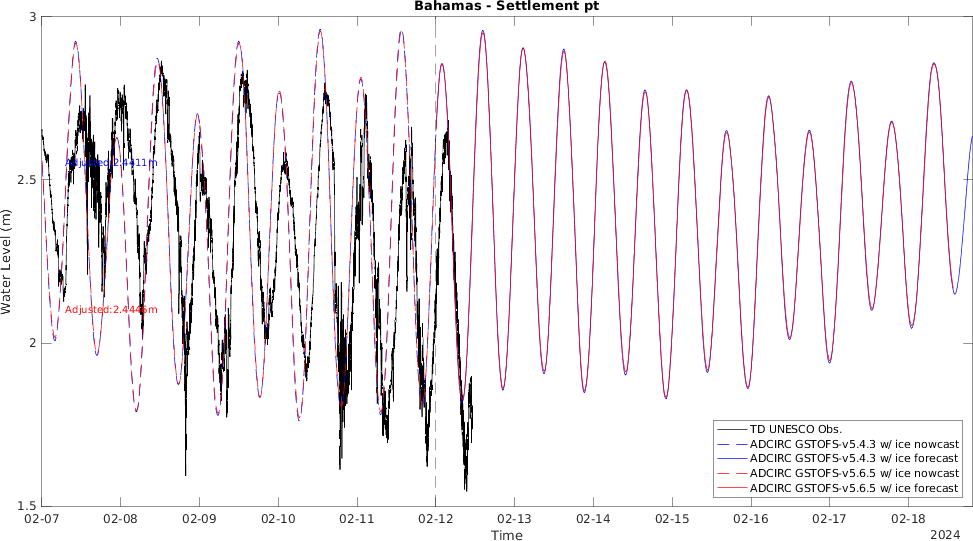 Bahamas - Settlement pt
3
2.5
2
1.5
Water Level (m)
Adjusted:2.4411m
Adjusted:2.4446m
TD UNESCO Obs.
ADCIRC GSTOFS-v5.4.3 w/ ice nowcast
ADCIRC GSTOFS-v5.4.3 w/ ice forecast
ADCIRC GSTOFS-v5.6.5 w/ ice nowcast
ADCIRC GSTOFS-v5.6.5 w/ ice forecast
02-07 02-08 02-09 02-10 02-11 02-12 02-13 02-14 02-15 02-16 02-17 02-18
Time
2024